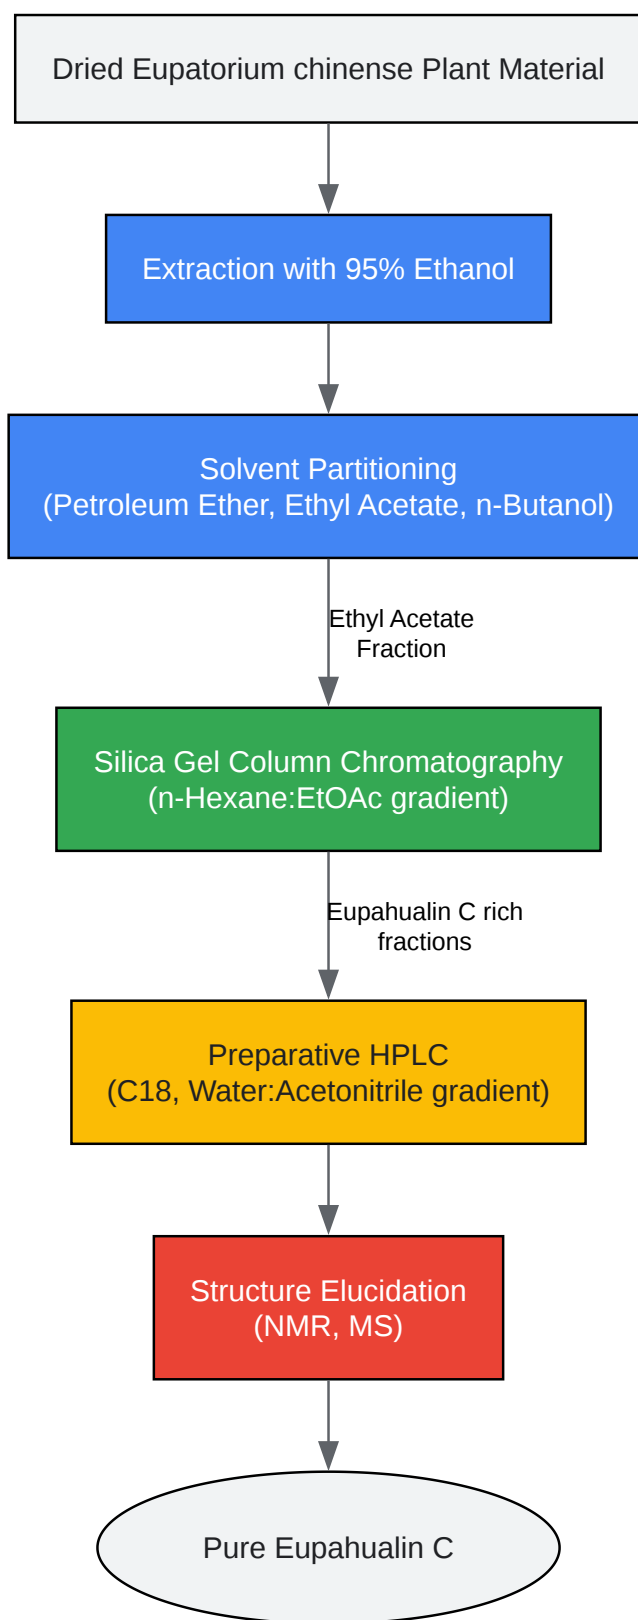 Dried Eupatorium chinense Plant Material
Extraction with 95% Ethanol
Solvent Partitioning
(Petroleum Ether, Ethyl Acetate, n-Butanol)
Ethyl Acetate
Fraction
Silica Gel Column Chromatography
(n-Hexane:EtOAc gradient)
Eupahualin C rich
fractions
Preparative HPLC
(C18, Water:Acetonitrile gradient)
Structure Elucidation
(NMR, MS)
Pure Eupahualin C